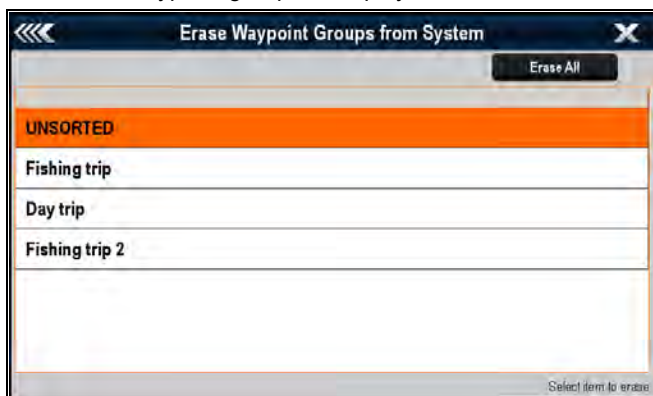 Erase Waypoint Groups from System
Erase All
UNSORTED
Fishing trip
Day trip
Fishing trip 2
Select item to erase